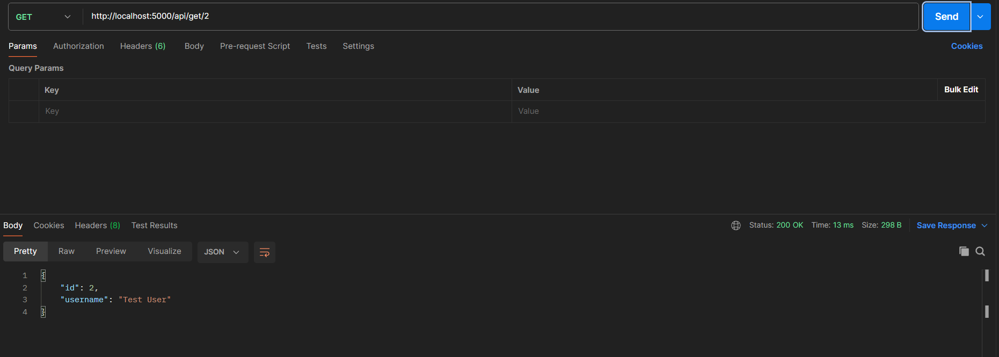 GET http://localhost:5000/api/get/2 Send
Params Authorization Headers (6) Body Pre-request Script Tests Settings Cookies
Query Params
Key Value Bulk Edit
Key Value
Body Cookies Headers (8) Test Results Status: 200 OK Time: 13 ms Size: 298 B Save Response
Pretty Raw Preview Visualize JSON
1 {
2 "id": 2,
3 "username": "Test User"
4 }